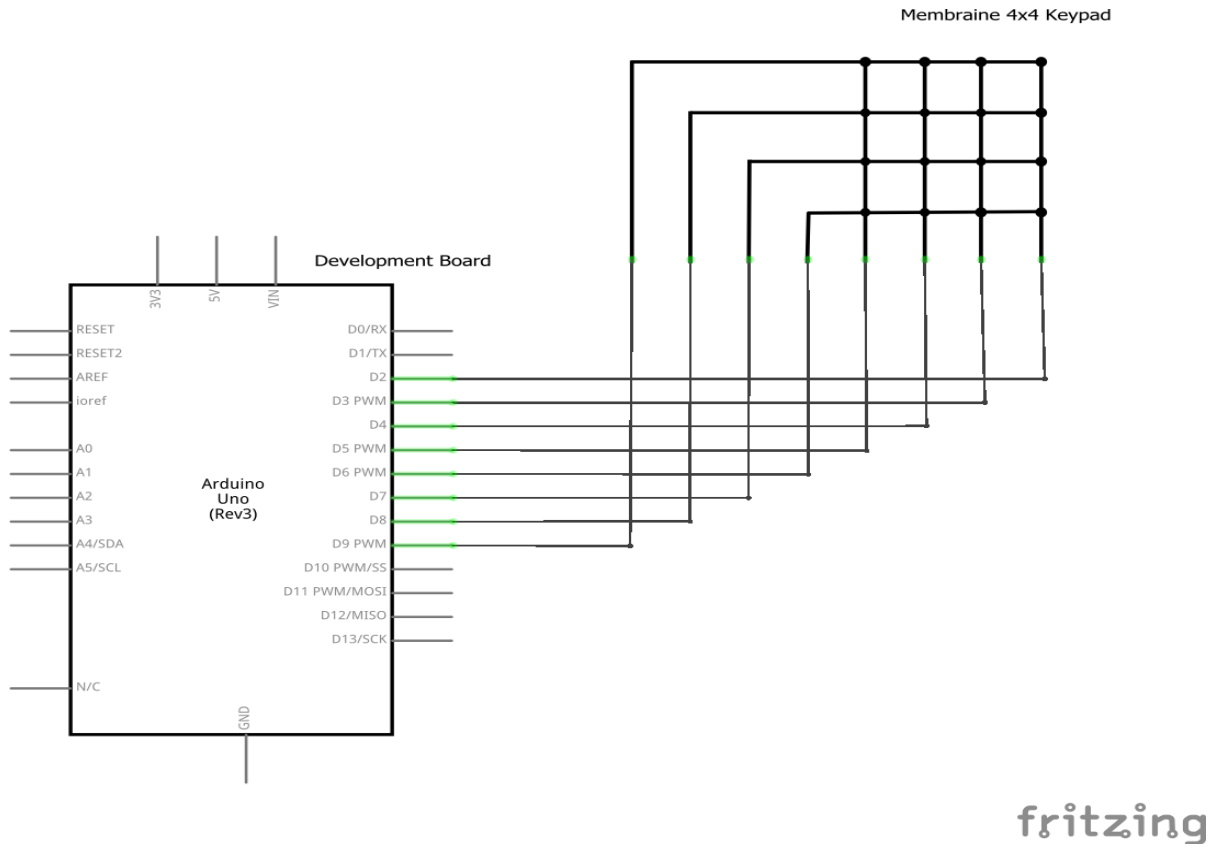 Membraine 4x4 Keypad
Development Board
3V3
5V
VIN
RESET
RESET2
AREF
ioref
A0
A1
A2
A3
A4/SDA
A5/SCL
N/C
Arduino
Uno
(Rev3)
D0/RX
D1/TX
D2
D3 PWM
D4
D5 PWM
D6 PWM
D7
D8
D9 PWM
D10 PWM/SS
D11 PWM/MOSI
D12/MISO
D13/SCK
GND
fritzing